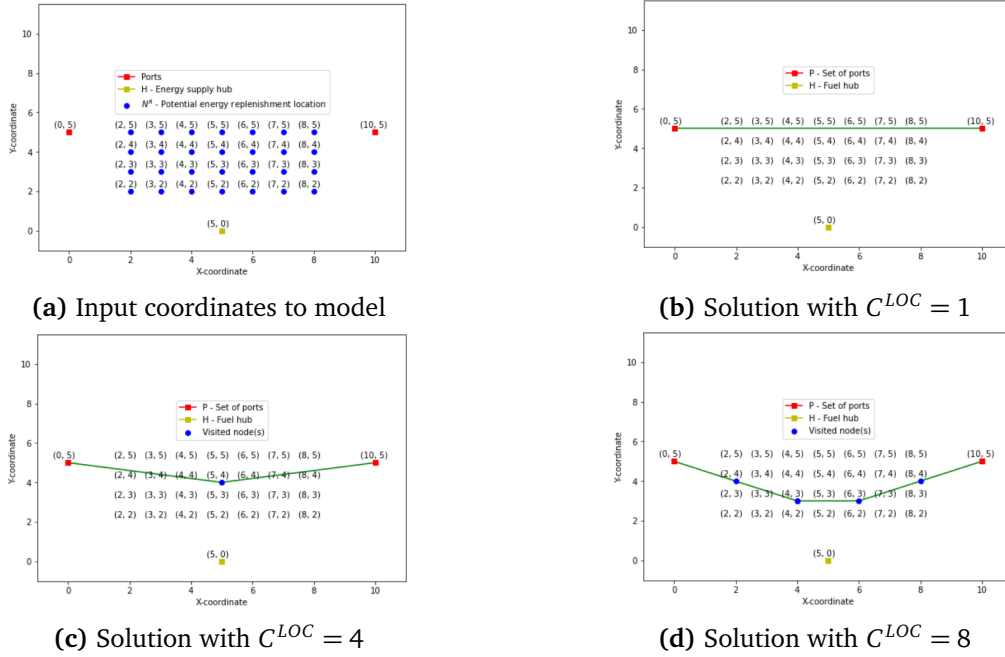 10
8
6
4
2
0
Y-coordinate
Ports
H - Energy supply hub
N^R - Potential energy replenishment location
(0, 5) (2, 5) (3, 5) (4, 5) (5, 5) (6, 5) (7, 5) (8, 5) (10, 5)
(2, 4) (3, 4) (4, 4) (5, 4) (6, 4) (7, 4) (8, 4)
(2, 3) (3, 3) (4, 3) (5, 3) (6, 3) (7, 3) (8, 3)
(2, 2) (3, 2) (4, 2) (5, 2) (6, 2) (7, 2) (8, 2)
(5, 0)
0 2 4 6 8 10
X-coordinate
(a) Input coordinates to model
10
8
6
4
2
0
Y-coordinate
P - Set of ports
H - Fuel hub
(0, 5) (2, 5) (3, 5) (4, 5) (5, 5) (6, 5) (7, 5) (8, 5) (10, 5)
(2, 4) (3, 4) (4, 4) (5, 4) (6, 4) (7, 4) (8, 4)
(2, 3) (3, 3) (4, 3) (5, 3) (6, 3) (7, 3) (8, 3)
(2, 2) (3, 2) (4, 2) (5, 2) (6, 2) (7, 2) (8, 2)
(5, 0)
0 2 4 6 8 10
X-coordinate
(b) Solution with C^LOC = 1
10
8
6
4
2
0
Y-coordinate
P - Set of ports
H - Fuel hub
Visited node(s)
(0, 5) (2, 5) (3, 5) (4, 5) (5, 5) (6, 5) (7, 5) (8, 5) (10, 5)
(2, 4) (3, 4) (4, 4) (5, 4) (6, 4) (7, 4) (8, 4)
(2, 3) (3, 3) (4, 3) (5, 3) (6, 3) (7, 3) (8, 3)
(2, 2) (3, 2) (4, 2) (5, 2) (6, 2) (7, 2) (8, 2)
(5, 0)
0 2 4 6 8 10
X-coordinate
(c) Solution with C^LOC = 4
10
8
6
4
2
0
Y-coordinate
P - Set of ports
H - Fuel hub
Visited node(s)
(0, 5) (2, 5) (3, 5) (4, 5) (5, 5) (6, 5) (7, 5) (8, 5) (10, 5)
(2, 4) (3, 4) (4, 4) (5, 4) (6, 4) (7, 4) (8, 4)
(2, 3) (3, 3) (4, 3) (5, 3) (6, 3) (7, 3) (8, 3)
(2, 2) (3, 2) (4, 2) (5, 2) (6, 2) (7, 2) (8, 2)
(5, 0)
0 2 4 6 8 10
X-coordinate
(d) Solution with C^LOC = 8